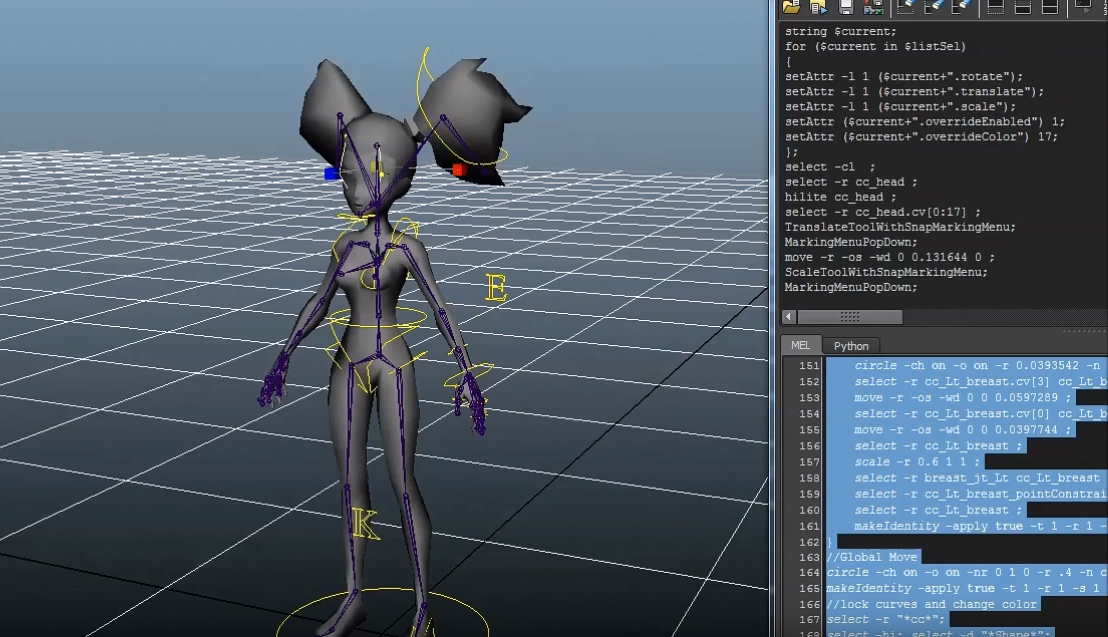 string $current;
for ($current in $listSel)
{
setAttr -l 1 ($current+".rotate");
setAttr -l 1 ($current+".translate");
setAttr -l 1 ($current+".scale");
setAttr ($current+".overrideEnabled") 1;
setAttr ($current+".overrideColor") 17;
};
select -cl  ;
select -r cc_head ;
hilite cc_head ;
select -r cc_head.cv[0:17] ;
TranslateToolWithSnapMarkingMenu;
MarkingMenuPopDown;
move -r -os -wd 0 0.131644 0 ;
ScaleToolWithSnapMarkingMenu;
MarkingMenuPopDown;
E
K
MEL Python
151 circle -ch on -o on -r 0.0393542 -n
152 select -r cc_Lt_breast.cv[3] cc_Lt_b
153 move -r -os -wd 0 0 0.0597289 ;
154 select -r cc_Lt_breast.cv[0] cc_Lt_b
155 move -r -os -wd 0 0 0.0397744 ;
156 select -r cc_Lt_breast ;
157 scale -r 0.6 1 1 ;
158 select -r breast_jt_Lt cc_Lt_breast
159 select -r cc_Lt_breast_pointConstrai
160 select -r cc_Lt_breast ;
161 makeIdentity -apply true -t 1 -r 1 -
162 }
163 //Global Move
164 circle -ch on -o on -nr 0 1 0 -r .4 -n c
165 makeIdentity -apply true -t 1 -r 1 -s 1
166 //lock curves and change color
167 select -r "*cc*";
168 select -hi; select -d "*Shape*";